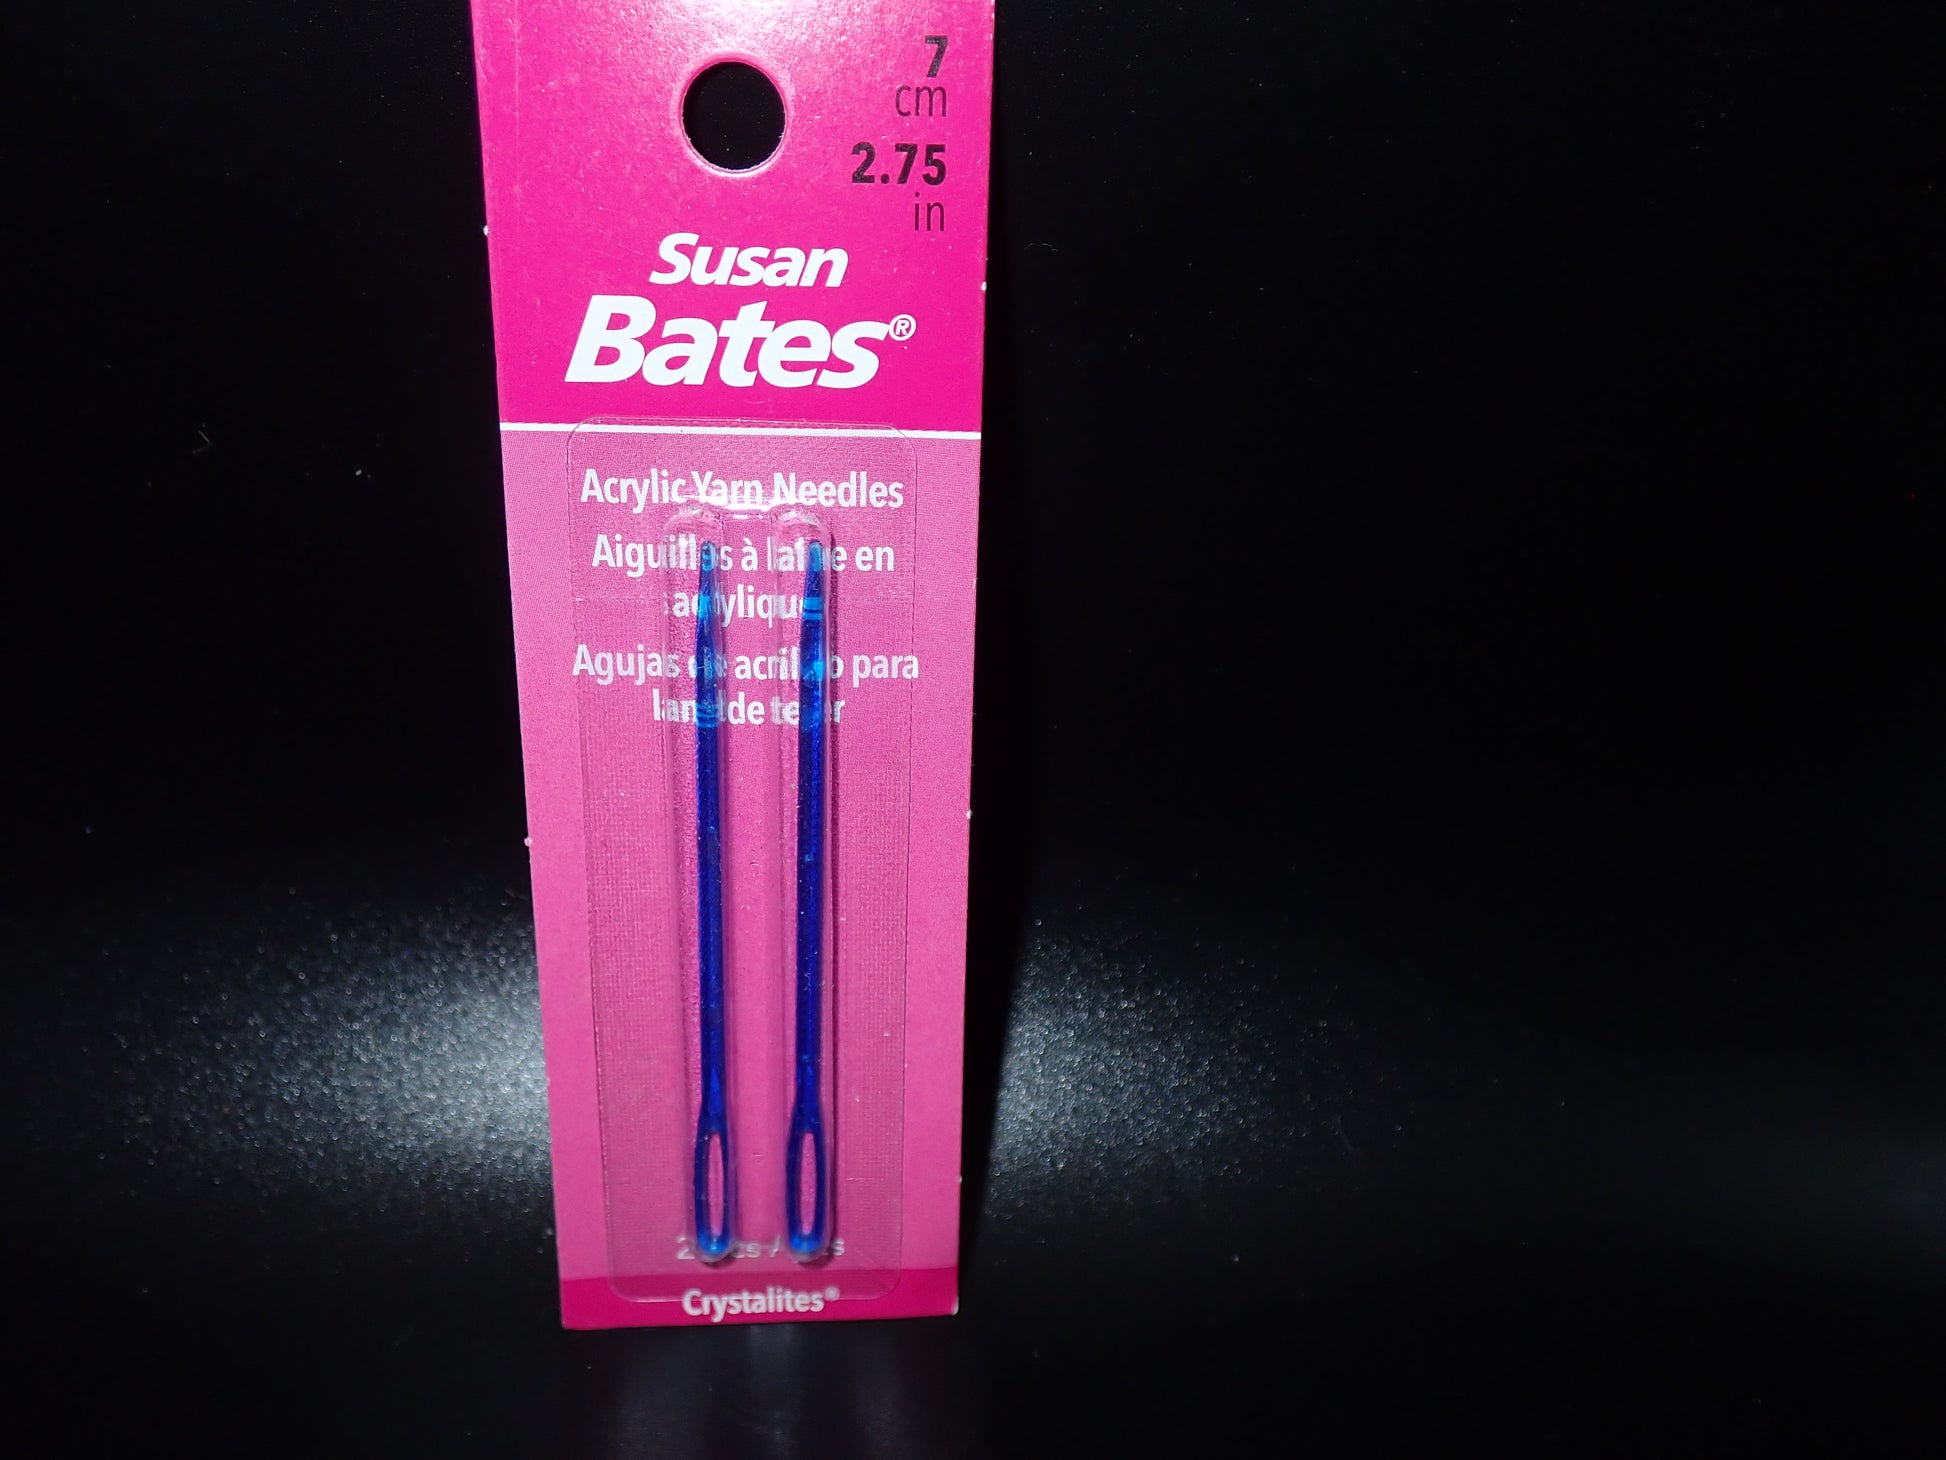 7
cm
2.75
in
Susan
Bates®
Acrylic Yarn Needles
Aiguilles à laine en
acrylique
Agujas de acrílico para
lana de tejer
Crystalites®